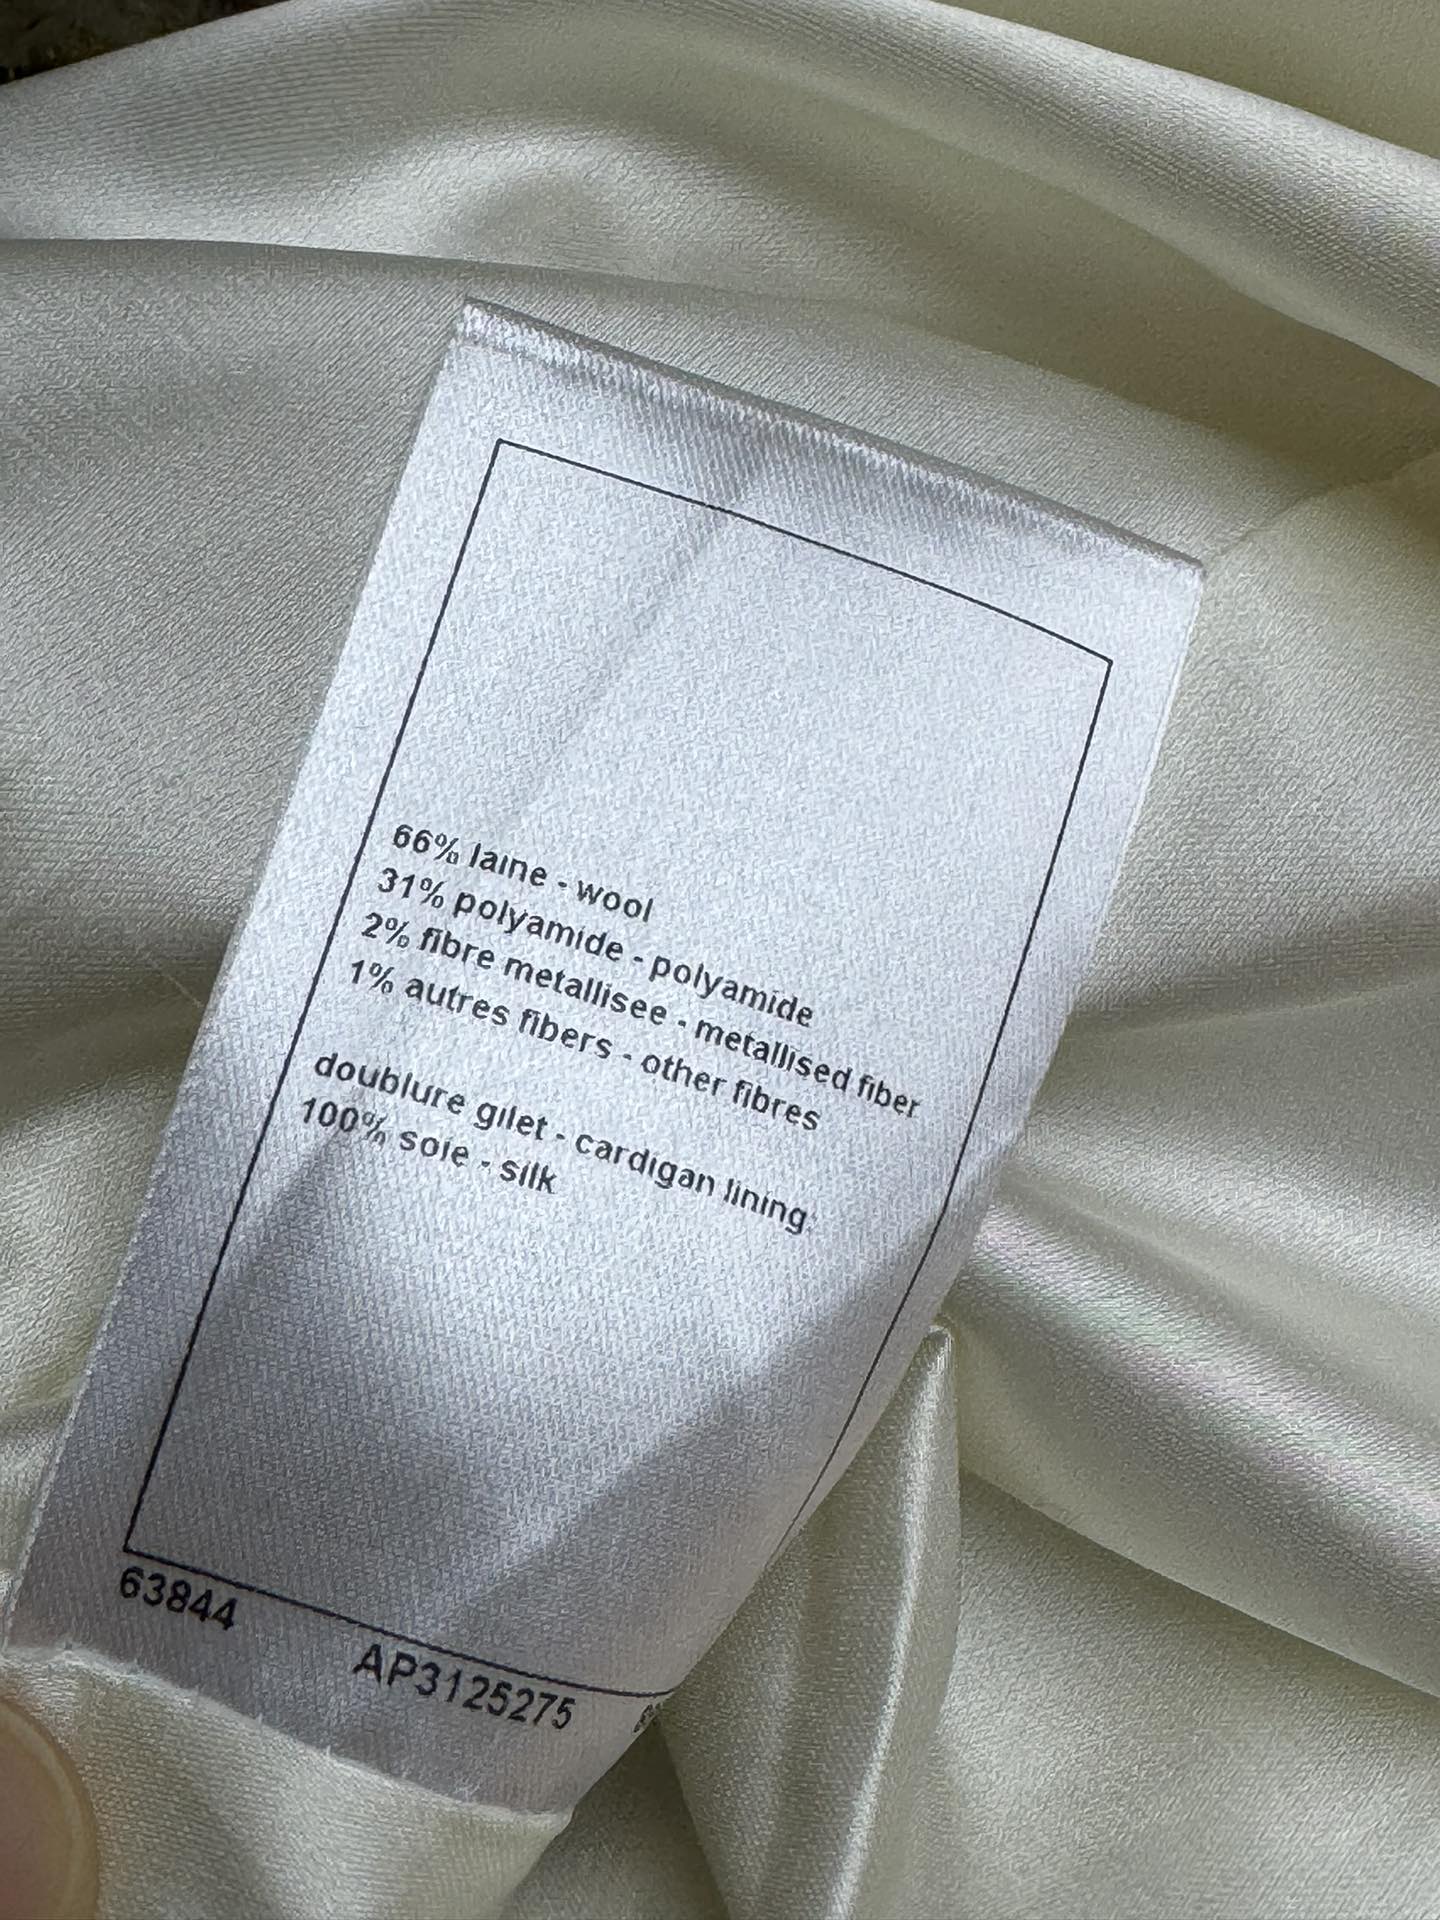 66% laine - wool
31% polyamide - polyamide
2% fibre metallisee - metallised fiber
1% autres fibers - other fibres
doublure gilet - cardigan lining
100% soie - silk
63844 AP3125275